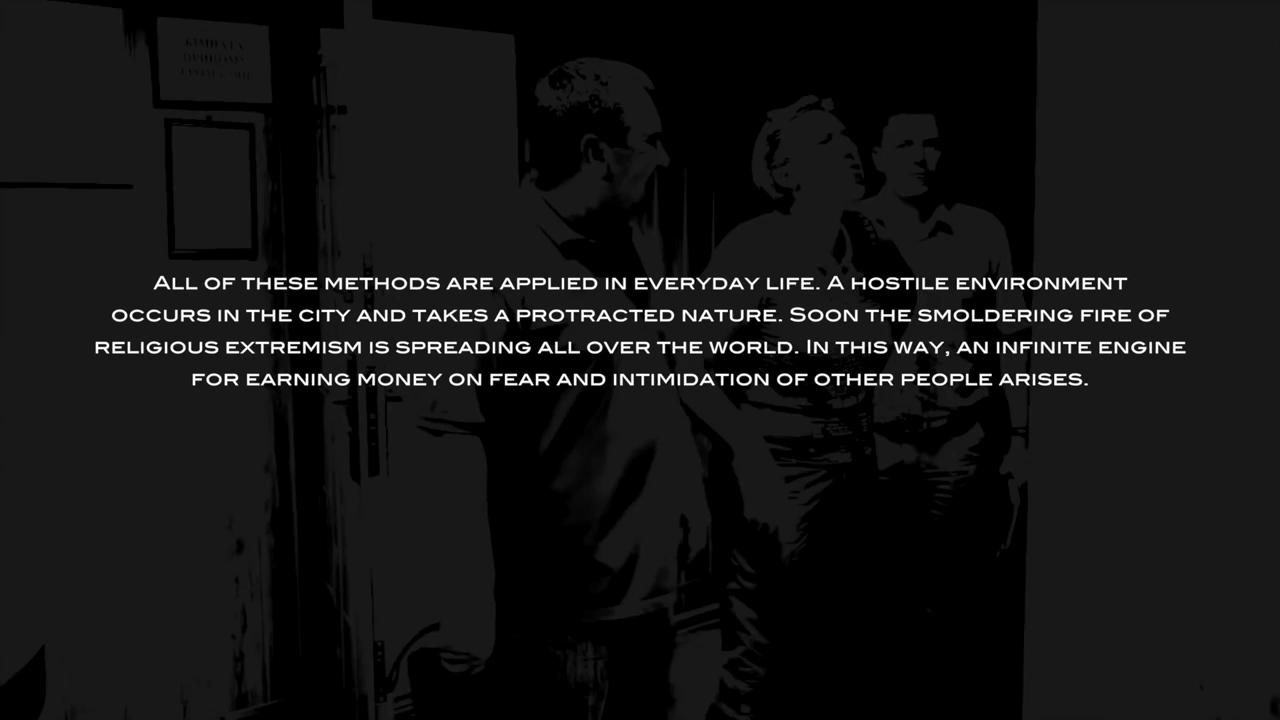 All of these methods are applied in everyday life. A hostile environment
occurs in the city and takes a protracted nature. Soon the smoldering fire of
religious extremism is spreading all over the world. In this way, an infinite engine
for earning money on fear and intimidation of other people arises.